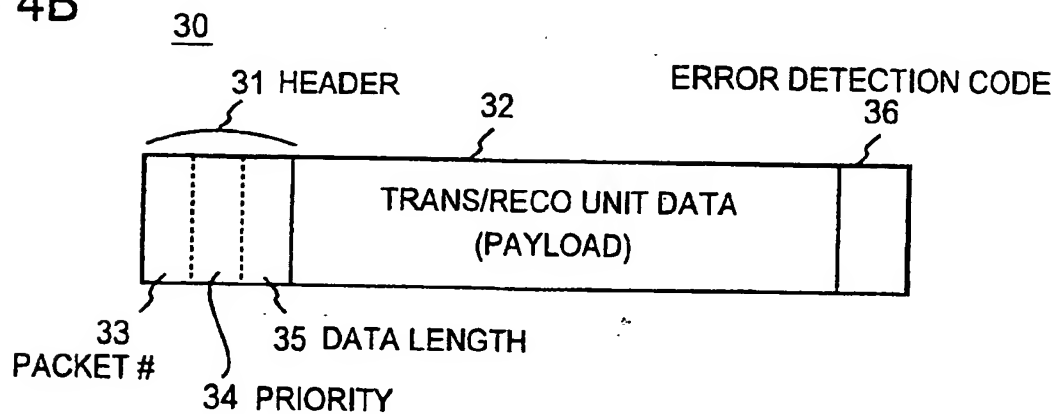 4B
30
31 HEADER
32
ERROR DETECTION CODE
36
TRANS/RECO UNIT DATA
(PAYLOAD)
33
PACKET #
34 PRIORITY
35 DATA LENGTH